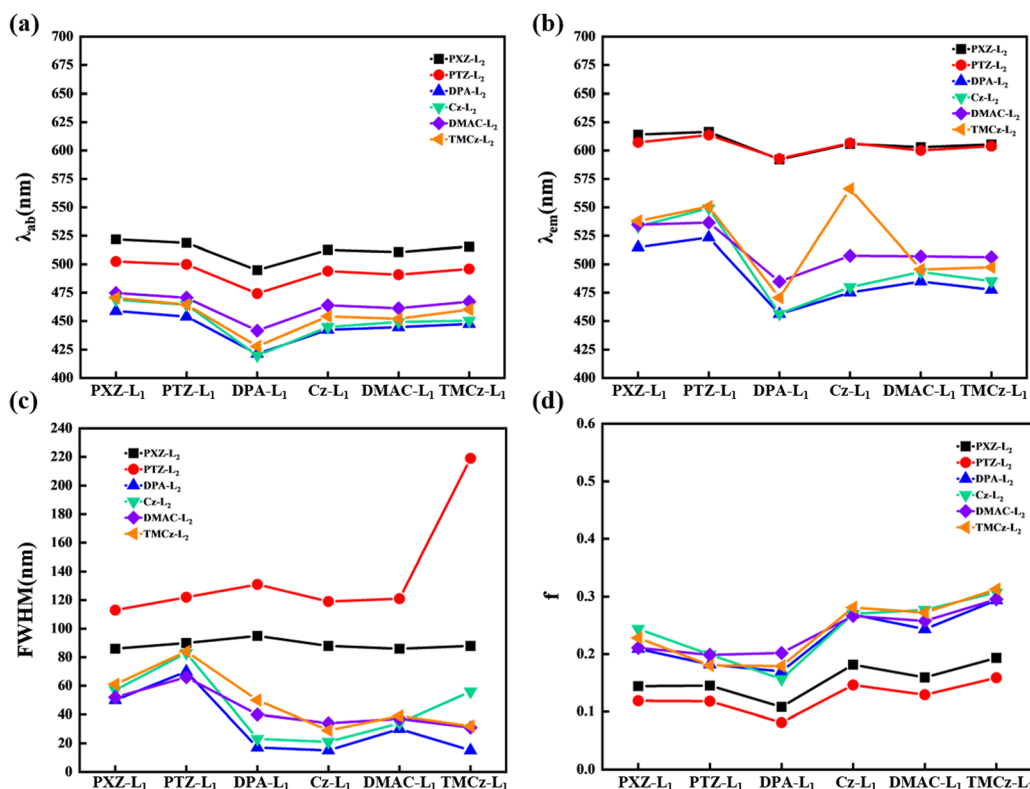 (a)
700
675
650
625
600
575
550
525
500
475
450
425
400
λab(nm)
PXZ-L2
PTZ-L2
DPA-L2
Cz-L2
DMAC-L2
TMCz-L2
PXZ-L1 PTZ-L1 DPA-L1 Cz-L1 DMAC-L1 TMCz-L1
(b)
700
675
650
625
600
575
550
525
500
475
450
425
400
λem(nm)
PXZ-L2
PTZ-L2
DPA-L2
Cz-L2
DMAC-L2
TMCz-L2
PXZ-L1 PTZ-L1 DPA-L1 Cz-L1 DMAC-L1 TMCz-L1
(c)
240
220
200
180
160
140
120
100
80
60
40
20
0
FWHM(nm)
PXZ-L2
PTZ-L2
DPA-L2
Cz-L2
DMAC-L2
TMCz-L2
PXZ-L1 PTZ-L1 DPA-L1 Cz-L1 DMAC-L1 TMCz-L1
(d)
0.6
0.5
0.4
0.3
0.2
0.1
0.0
f
PXZ-L2
PTZ-L2
DPA-L2
Cz-L2
DMAC-L2
TMCz-L2
PXZ-L1 PTZ-L1 DPA-L1 Cz-L1 DMAC-L1 TMCz-L1